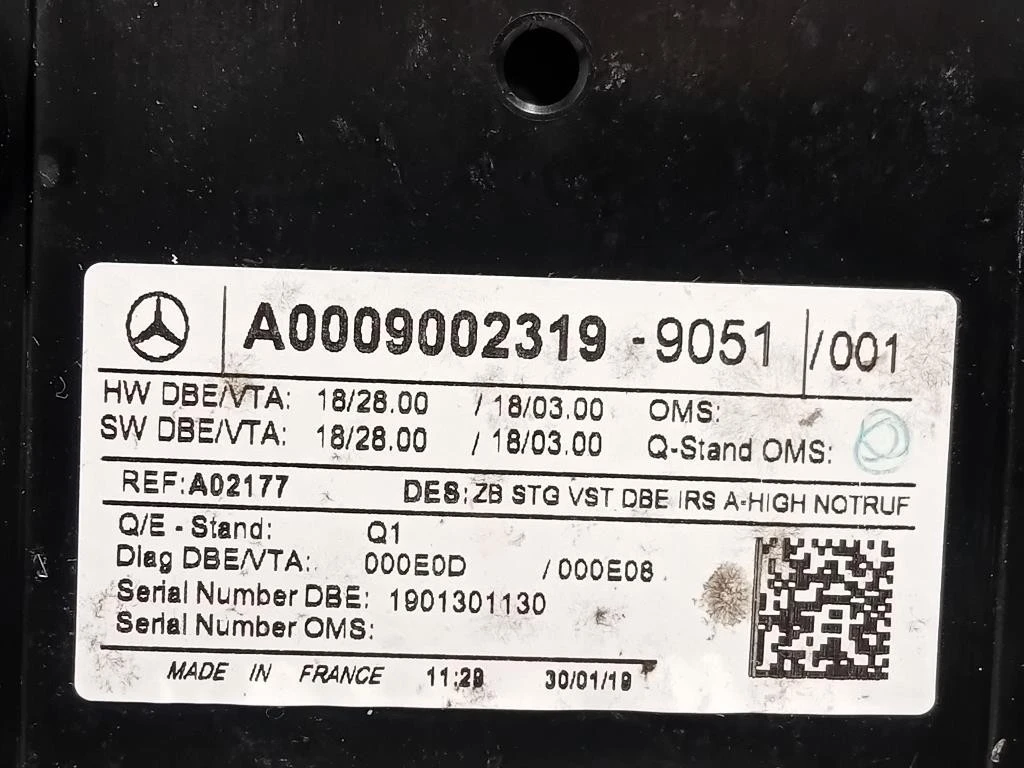 A0009002319 -9051 /001
HW DBE/VTA: 18/28.00 /18/03.00 OMS:
SW DBE/VTA: 18/28.00 /18/03.00 Q-Stand OMS:
REF:A02177 DES:ZB STG VST DBE IRS A-HIGH NOTRUF
Q/E - Stand: Q1
Diag DBE/VTA: 000E0D /000E08
Serial Number DBE: 1901301130
Serial Number OMS:
MADE IN FRANCE 11:29 30/01/19